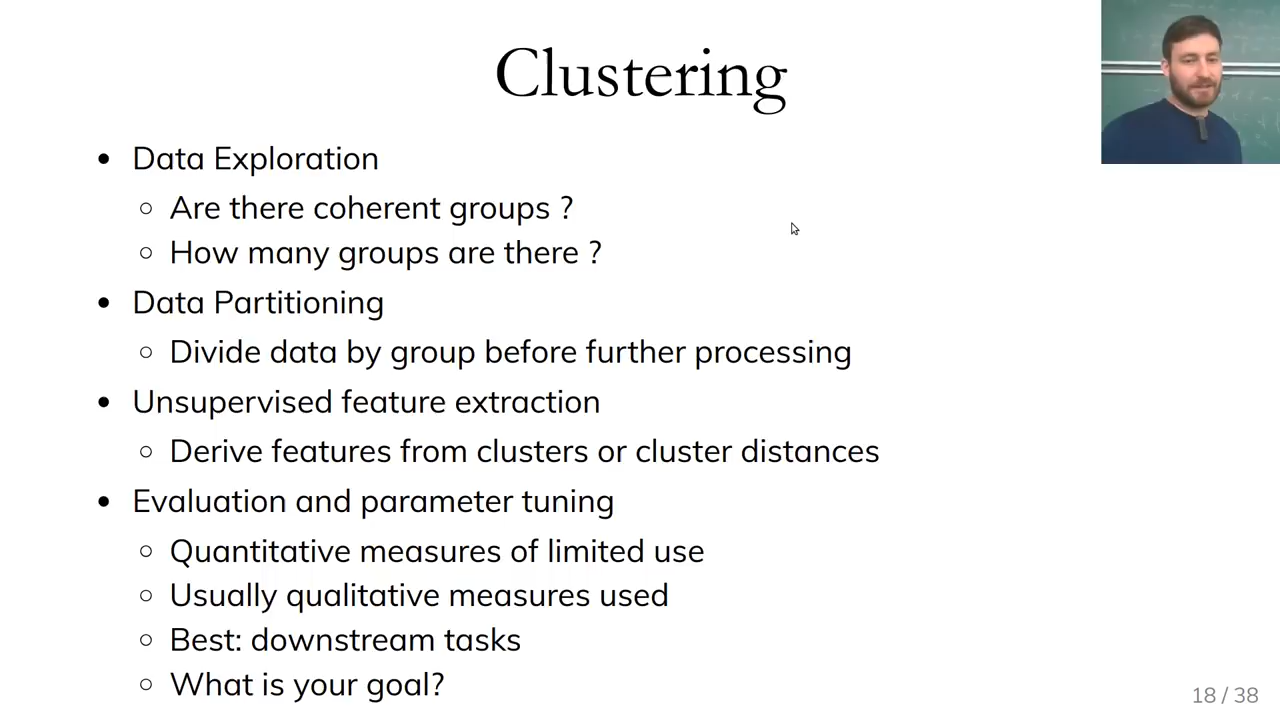 Clustering
• Data Exploration
○ Are there coherent groups ?
○ How many groups are there ?
• Data Partitioning
○ Divide data by group before further processing
• Unsupervised feature extraction
○ Derive features from clusters or cluster distances
• Evaluation and parameter tuning
○ Quantitative measures of limited use
○ Usually qualitative measures used
○ Best: downstream tasks
○ What is your goal?
18 / 38